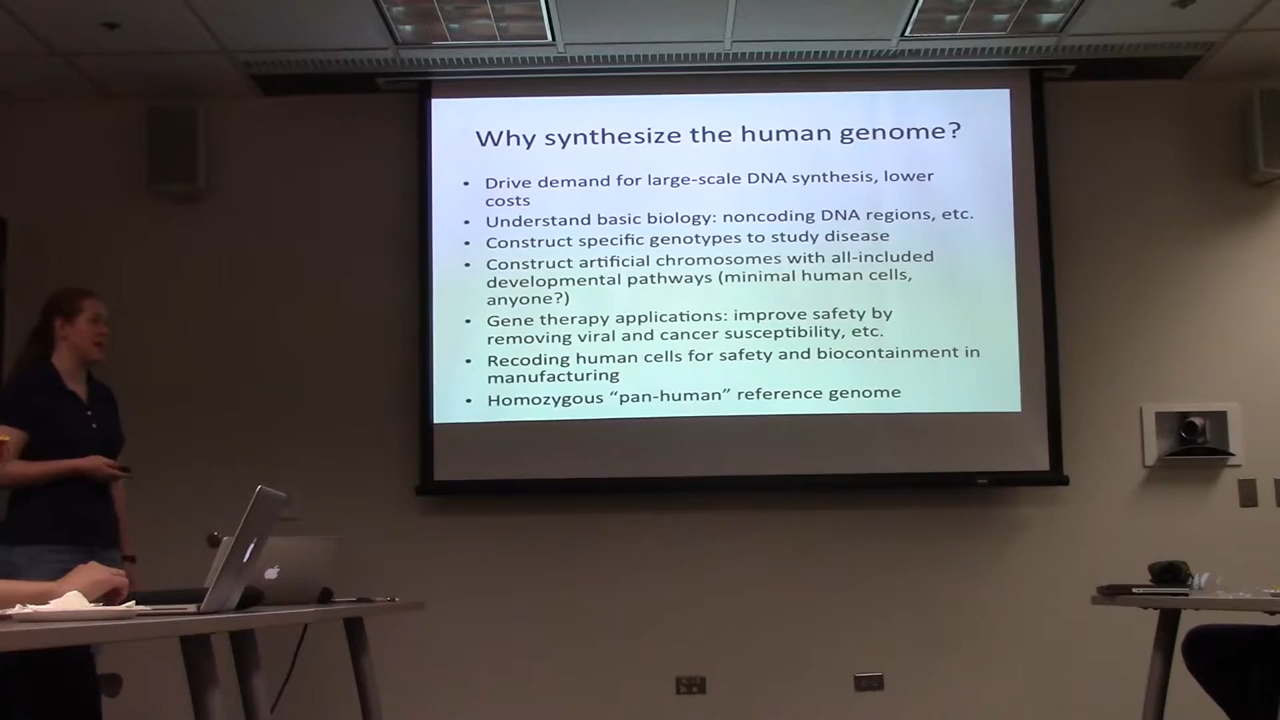 Why synthesize the human genome?
• Drive demand for large-scale DNA synthesis, lower
costs
• Understand basic biology: noncoding DNA regions, etc.
• Construct specific genotypes to study disease
• Construct artificial chromosomes with all-included
developmental pathways (minimal human cells,
anyone?)
• Gene therapy applications: improve safety by
removing viral and cancer susceptibility, etc.
• Recoding human cells for safety and biocontainment in
manufacturing
• Homozygous “pan-human” reference genome